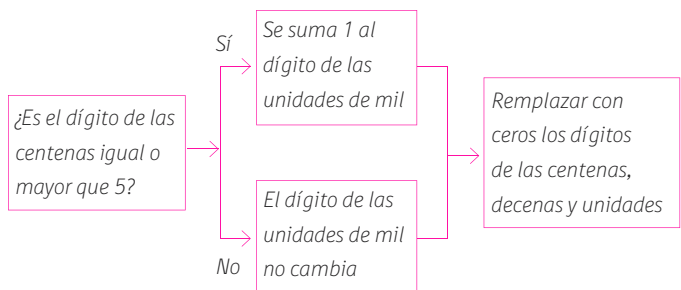 ¿Es el dígito de las
centenas igual o
mayor que 5?
Sí
Se suma 1 al
dígito de las
unidades de mil
No
El dígito de las
unidades de mil
no cambia
Remplazar con
ceros los dígitos
de las centenas,
decenas y unidades